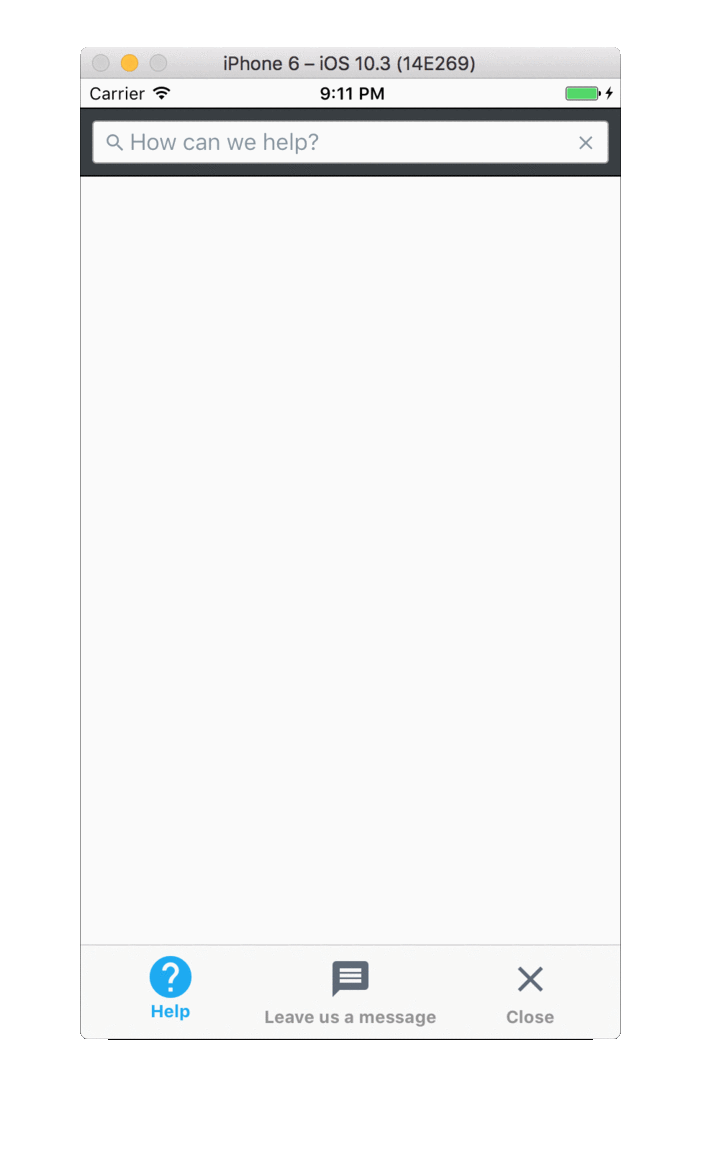 iPhone 6 – iOS 10.3 (14E269)
Carrier 9:11 PM
How can we help?
Help Leave us a message Close